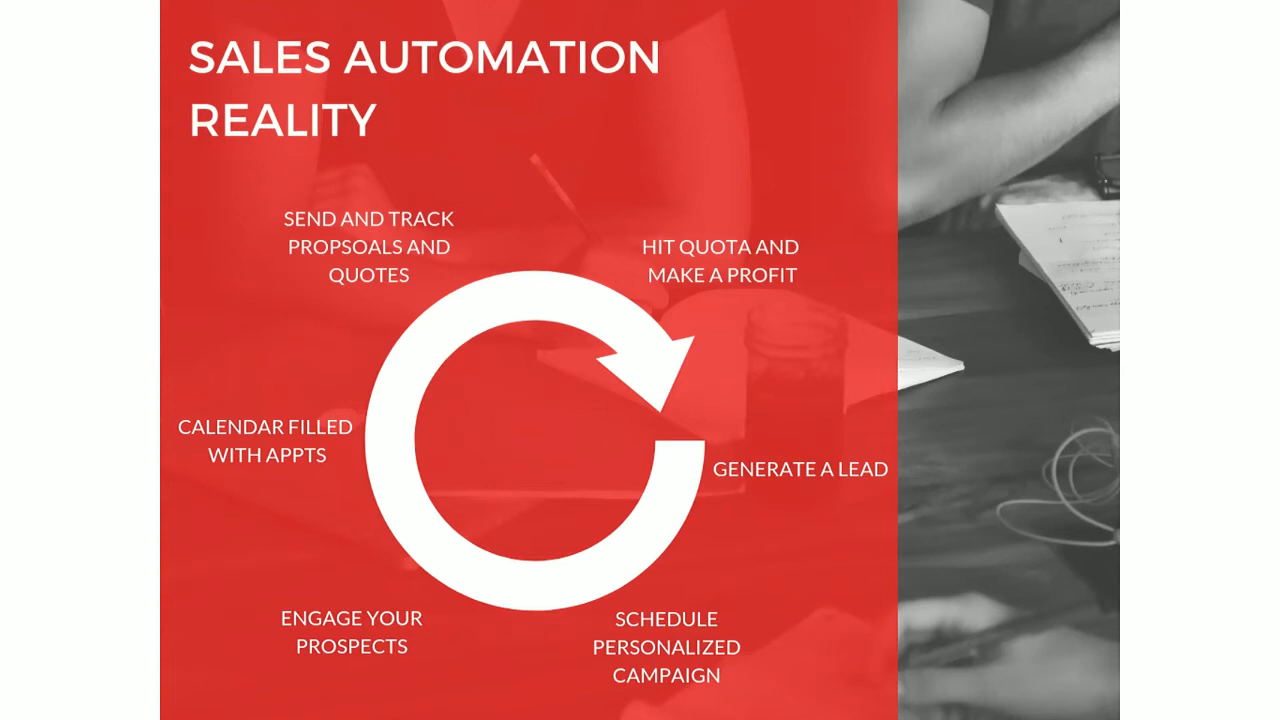 SALES AUTOMATION
REALITY
SEND AND TRACK
PROPSOALS AND
QUOTES
HIT QUOTA AND
MAKE A PROFIT
CALENDAR FILLED
WITH APPTS
GENERATE A LEAD
ENGAGE YOUR
PROSPECTS
SCHEDULE
PERSONALIZED
CAMPAIGN